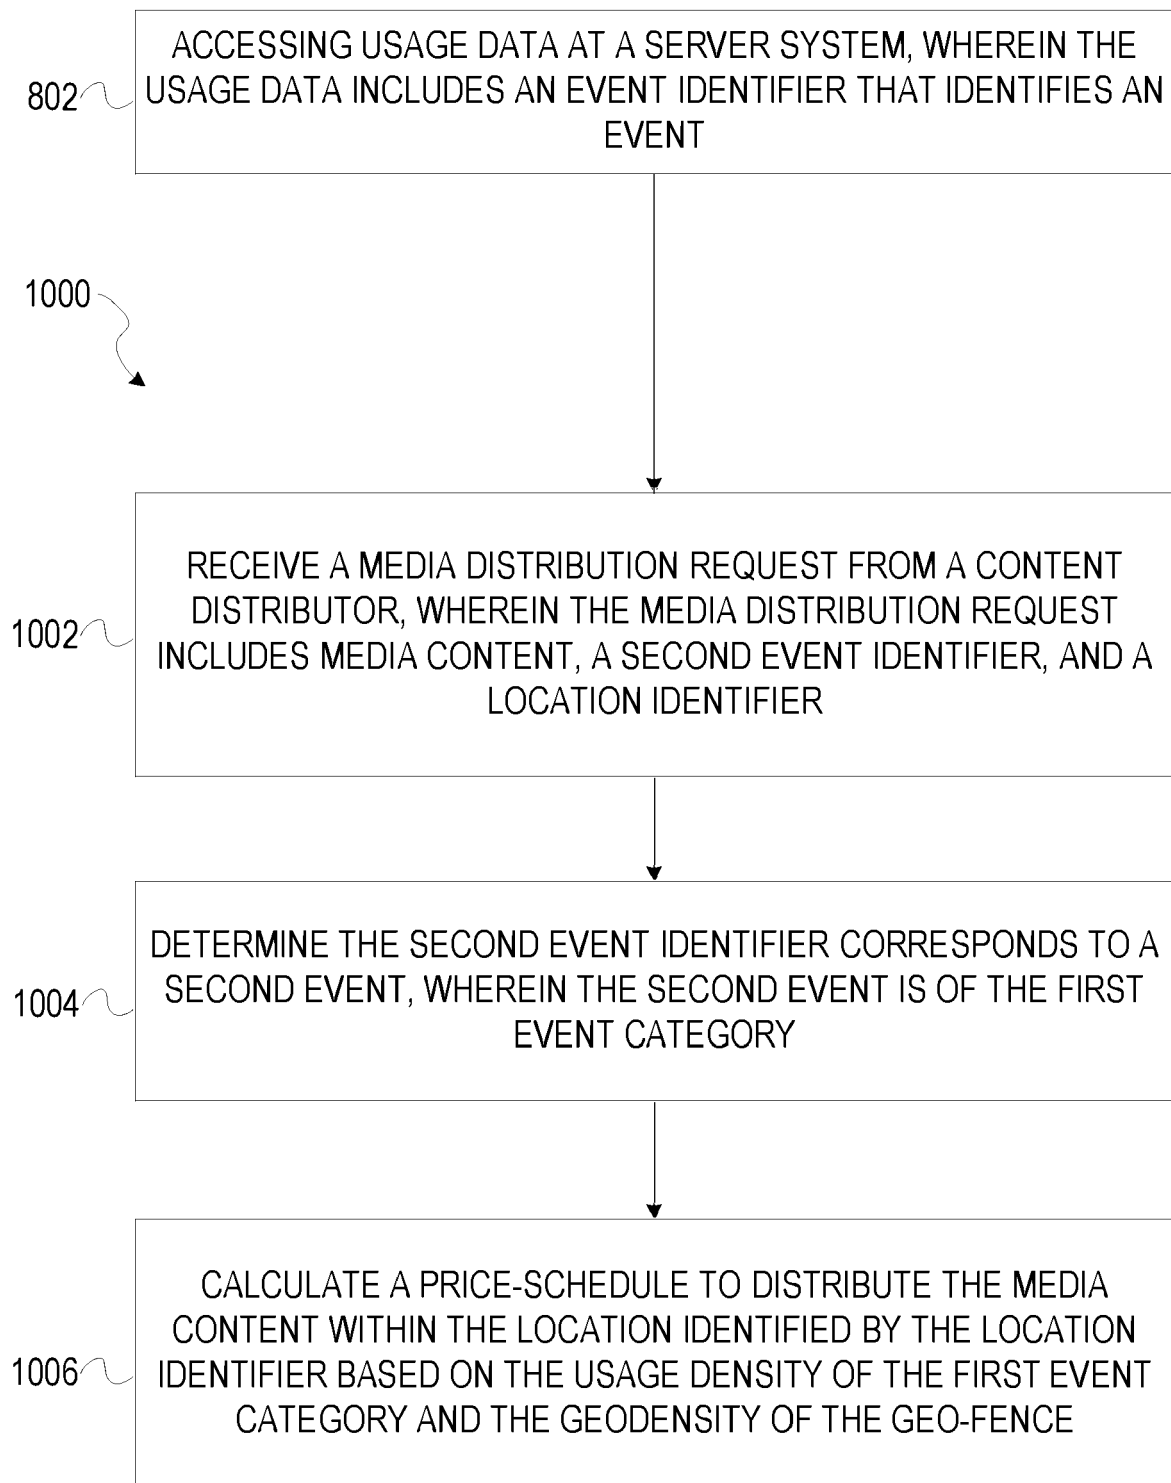 ACCESSING USAGE DATA AT A SERVER SYSTEM, WHEREIN THE
USAGE DATA INCLUDES AN EVENT IDENTIFIER THAT IDENTIFIES AN
EVENT
802
1000
RECEIVE A MEDIA DISTRIBUTION REQUEST FROM A CONTENT
DISTRIBUTOR, WHEREIN THE MEDIA DISTRIBUTION REQUEST
INCLUDES MEDIA CONTENT, A SECOND EVENT IDENTIFIER, AND A
LOCATION IDENTIFIER
1002
DETERMINE THE SECOND EVENT IDENTIFIER CORRESPONDS TO A
SECOND EVENT, WHEREIN THE SECOND EVENT IS OF THE FIRST
EVENT CATEGORY
1004
CALCULATE A PRICE-SCHEDULE TO DISTRIBUTE THE MEDIA
CONTENT WITHIN THE LOCATION IDENTIFIED BY THE LOCATION
IDENTIFIER BASED ON THE USAGE DENSITY OF THE FIRST EVENT
CATEGORY AND THE GEODENSITY OF THE GEO-FENCE
1006